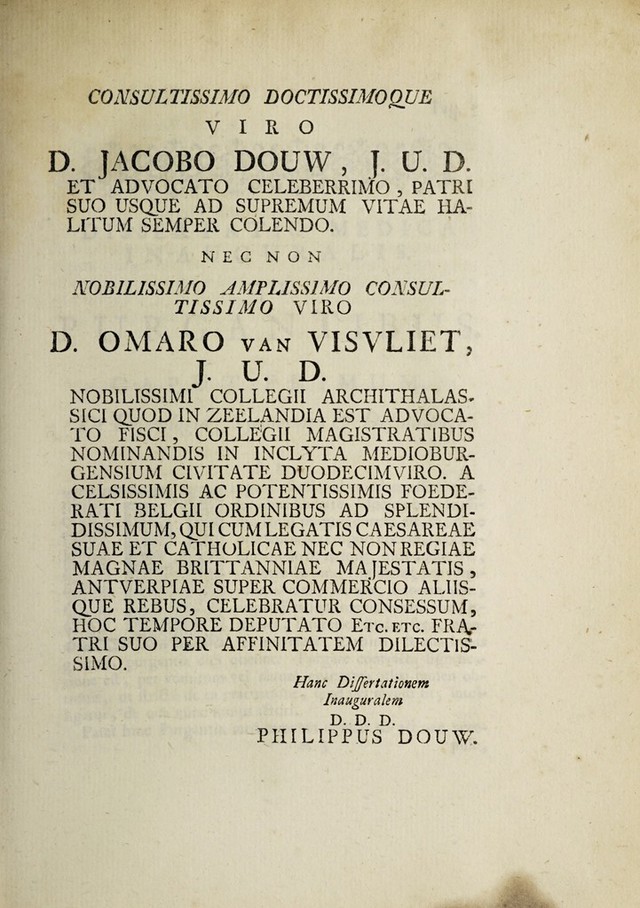 CONSULTISSIMO DOCTISSIMOQUE
VIRO
D. JACOBO DOUW, J. U. D.
ET ADVOCATO CELEBERRIMO, PATRI
SUO USQUE AD SUPREMUM VITAE HA-
LITUM SEMPER COLENDO.
NEC NON
NOBILISSIMO AMPLISSIMO CONSUL-
TISSIMO VIRO
D. OMARO VAN VISVLIET,
J. U. D.
NOBILISSIMI COLLEGII ARCHITHALAS-
SICI QUOD IN ZEELANDIA EST ADVOCA-
TO FISCI, COLLEGII MAGISTRATIBUS
NOMINANDIS IN INCLYTA MEDIOBUR-
GENSIUM CIVITATE DUODECIMVIRO. A
CELSISSIMIS AC POTENTISSIMIS FOEDE-
RATI BELGII ORDINIBUS AD SPLENDI-
DISSIMUM, QUI CUM LEGATIS CAESAREAE
SUAE ET CATHOLICAE NEC NON REGIAE
MAGNAE BRITTANNIAE MAJESTATIS,
ANTVERPIAE SUPER COMMERCIO ALIIS-
QUE REBUS, CELEBRATUR CONSESSUM,
HOC TEMPORE DEPUTATO ETC. ETC. FRA-
TRI SUO PER AFFINITATEM DILECTIS-
SIMO.
Hanc Dissertationem
Inauguralem
D. D. D.
PHILIPPUS DOUW.